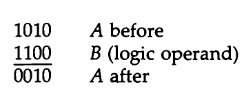 1010 A before
1100 B (logic operand)
0010 A after